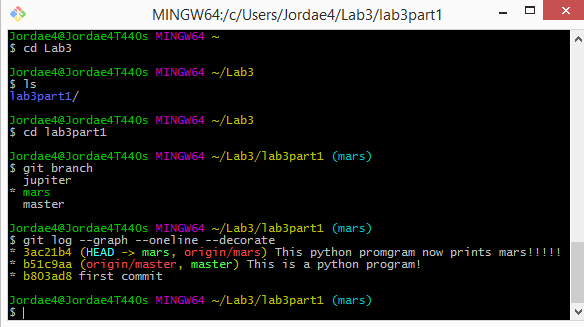 MINGW64:/c/Users/Jordae4/Lab3/lab3part1
Jordae4@Jordae4T440s MINGW64 ~
$ cd Lab3
Jordae4@Jordae4T440s MINGW64 ~/Lab3
$ ls
lab3part1/
Jordae4@Jordae4T440s MINGW64 ~/Lab3
$ cd lab3part1
Jordae4@Jordae4T440s MINGW64 ~/Lab3/lab3part1 (mars)
$ git branch
  jupiter
* mars
  master
Jordae4@Jordae4T440s MINGW64 ~/Lab3/lab3part1 (mars)
$ git log --graph --oneline --decorate
* 3ac21b4 (HEAD -> mars, origin/mars) This python promgram now prints mars!!!!!
* b51c9aa (origin/master, master) This is a python program!
* b803ad8 first commit
Jordae4@Jordae4T440s MINGW64 ~/Lab3/lab3part1 (mars)
$